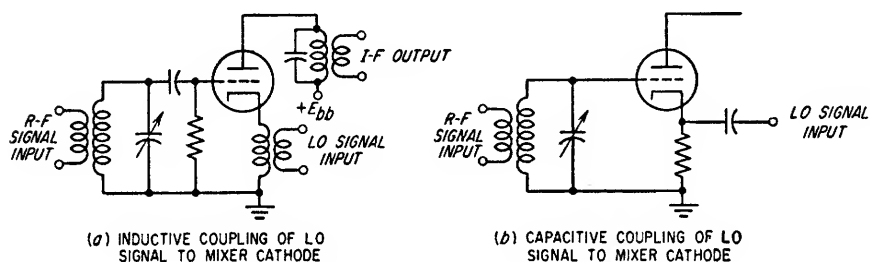 I-F OUTPUT
+Ebb
R-F
SIGNAL
INPUT
LO SIGNAL
INPUT
(a) INDUCTIVE COUPLING OF LO
SIGNAL TO MIXER CATHODE
R-F
SIGNAL
INPUT
LO SIGNAL
INPUT
(b) CAPACITIVE COUPLING OF LO
SIGNAL TO MIXER CATHODE